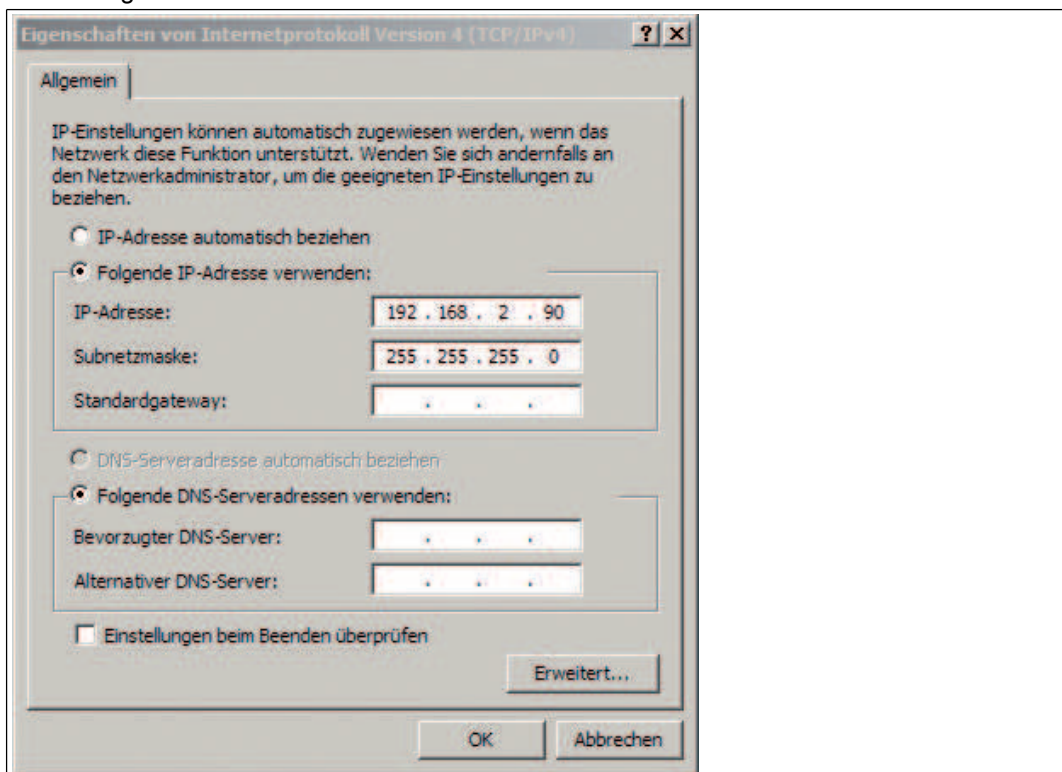 Eigenschaften von Internetprotokoll Version 4 (TCP/IPv4)
Allgemein
IP-Einstellungen können automatisch zugewiesen werden, wenn das
Netzwerk diese Funktion unterstützt. Wenden Sie sich andernfalls an
den Netzwerkadministrator, um die geeigneten IP-Einstellungen zu
beziehen.
IP-Adresse automatisch beziehen
Folgende IP-Adresse verwenden:
IP-Adresse: 192 . 168 . 2 . 90
Subnetzmaske: 255 . 255 . 255 . 0
Standardgateway: . . .
DNS-Serveradresse automatisch beziehen
Folgende DNS-Serveradressen verwenden:
Bevorzugter DNS-Server: . . .
Alternativer DNS-Server: . . .
Einstellungen beim Beenden überprüfen
Erweitert...
OK Abbrechen